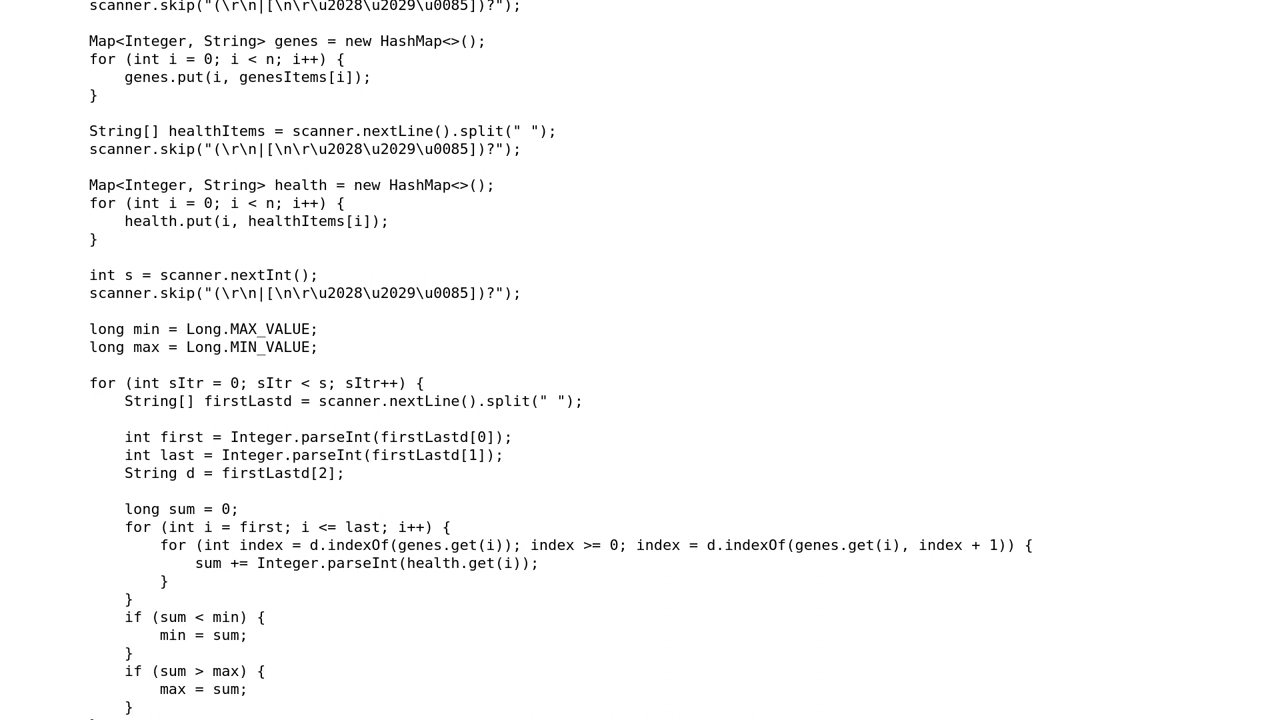 scanner.skip("(\r\n|[\n\r\u2028\u2029\u0085])?");
Map<Integer, String> genes = new HashMap<>();
for (int i = 0; i < n; i++) {
genes.put(i, genesItems[i]);
}
String[] healthItems = scanner.nextLine().split(" ");
scanner.skip("(\r\n|[\n\r\u2028\u2029\u0085])?");
Map<Integer, String> health = new HashMap<>();
for (int i = 0; i < n; i++) {
health.put(i, healthItems[i]);
}
int s = scanner.nextInt();
scanner.skip("(\r\n|[\n\r\u2028\u2029\u0085])?");
long min = Long.MAX_VALUE;
long max = Long.MIN_VALUE;
for (int sItr = 0; sItr < s; sItr++) {
String[] firstLastd = scanner.nextLine().split(" ");
int first = Integer.parseInt(firstLastd[0]);
int last = Integer.parseInt(firstLastd[1]);
String d = firstLastd[2];
long sum = 0;
for (int i = first; i <= last; i++) {
for (int index = d.indexOf(genes.get(i)); index >= 0; index = d.indexOf(genes.get(i), index + 1)) {
sum += Integer.parseInt(health.get(i));
}
}
if (sum < min) {
min = sum;
}
if (sum > max) {
max = sum;
}